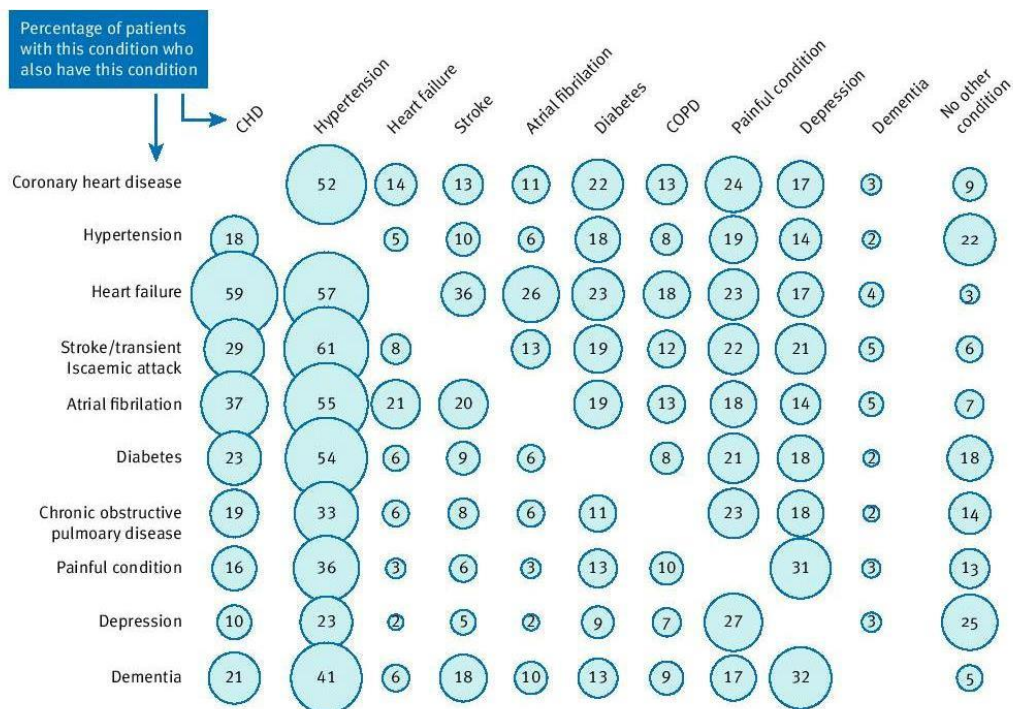 Percentage of patients
with this condition who
also have this condition
CHD
Hypertension
Heart failure
Stroke
Atrial fibrilation
Diabetes
COPD
Painful condition
Depression
Dementia
No other
condition
Coronary heart disease 52 14 13 11 22 13 24 17 3 9
Hypertension 18 5 10 6 18 8 19 14 2 22
Heart failure 59 57 36 26 23 18 23 17 4 3
Stroke/transient
Iscaemic attack 29 61 8 13 19 12 22 21 5 6
Atrial fibrilation 37 55 21 20 19 13 18 14 5 7
Diabetes 23 54 6 9 6 8 21 18 2 18
Chronic obstructive
pulmoary disease 19 33 6 8 6 11 23 18 2 14
Painful condition 16 36 3 6 3 13 10 31 3 13
Depression 10 23 2 5 2 9 7 27 3 25
Dementia 21 41 6 18 10 13 9 17 32 5